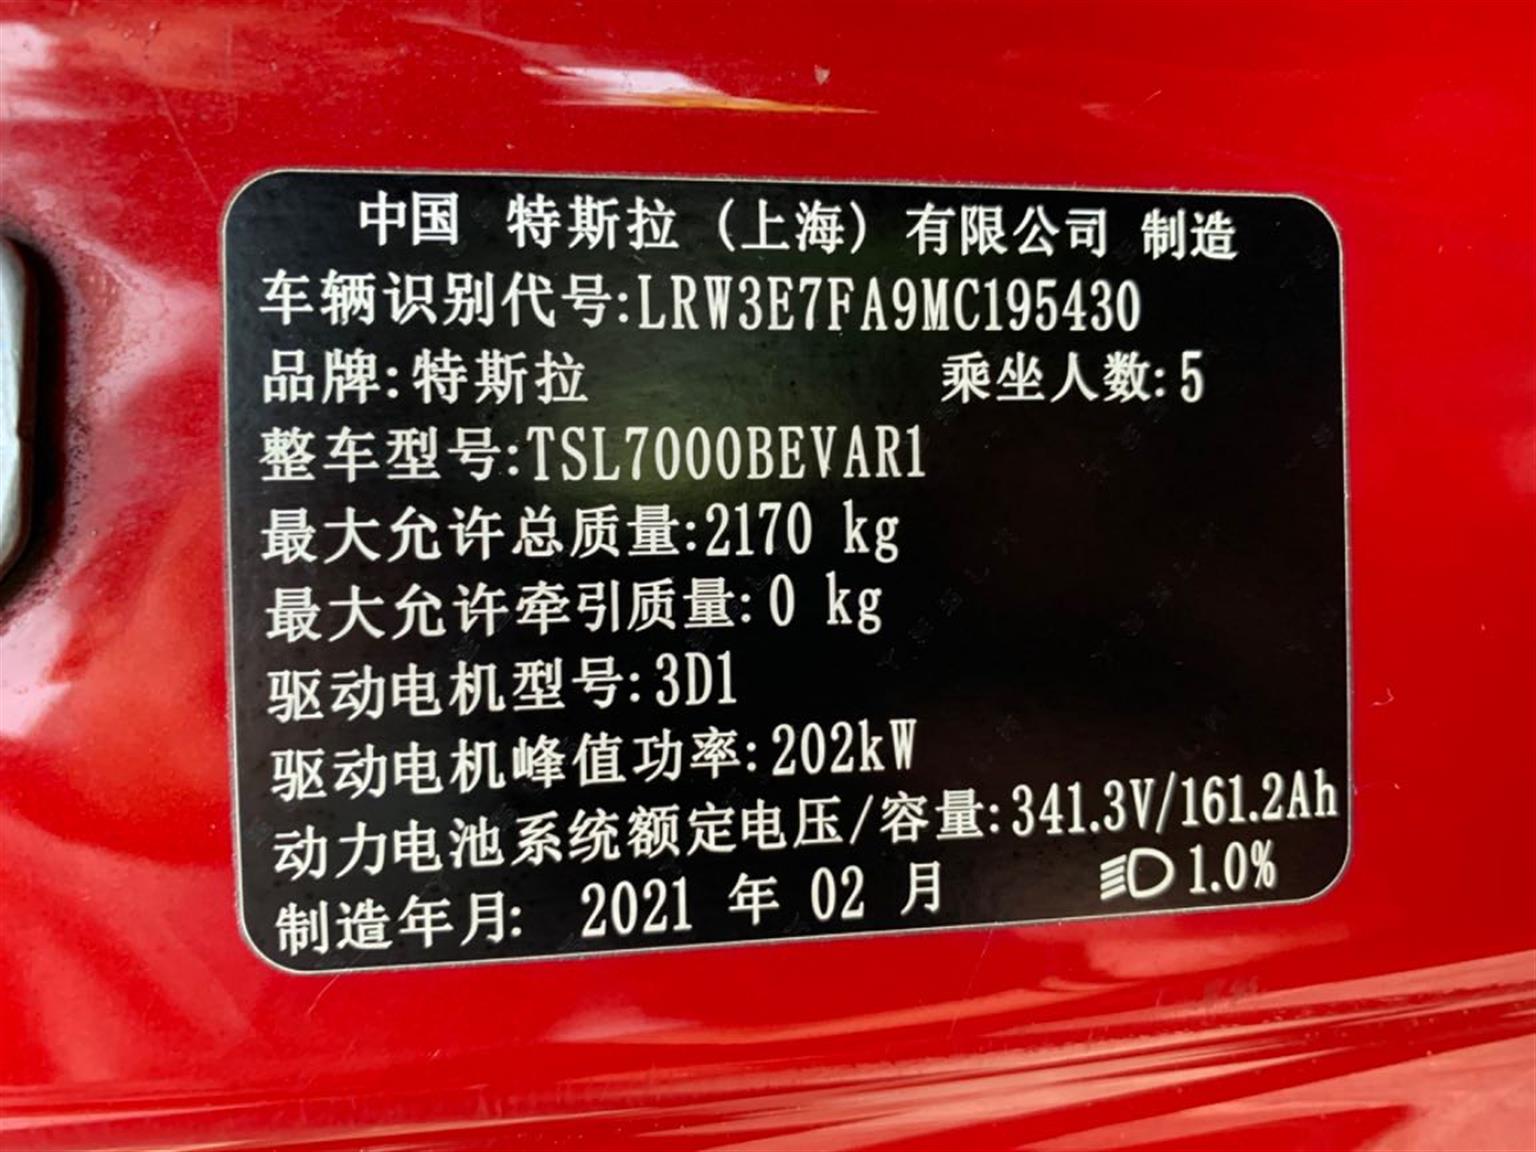 中国 特斯拉（上海）有限公司 制造
车辆识别代号:LRW3E7FA9MC195430
品牌:特斯拉 乘坐人数:5
整车型号:TSL7000BEVAR1
最大允许总质量:2170 kg
最大允许牵引质量:0 kg
驱动电机型号:3D1
驱动电机峰值功率:202kW
动力电池系统额定电压/容量:341.3V/161.2Ah
制造年月: 2021 年 02 月 1.0%